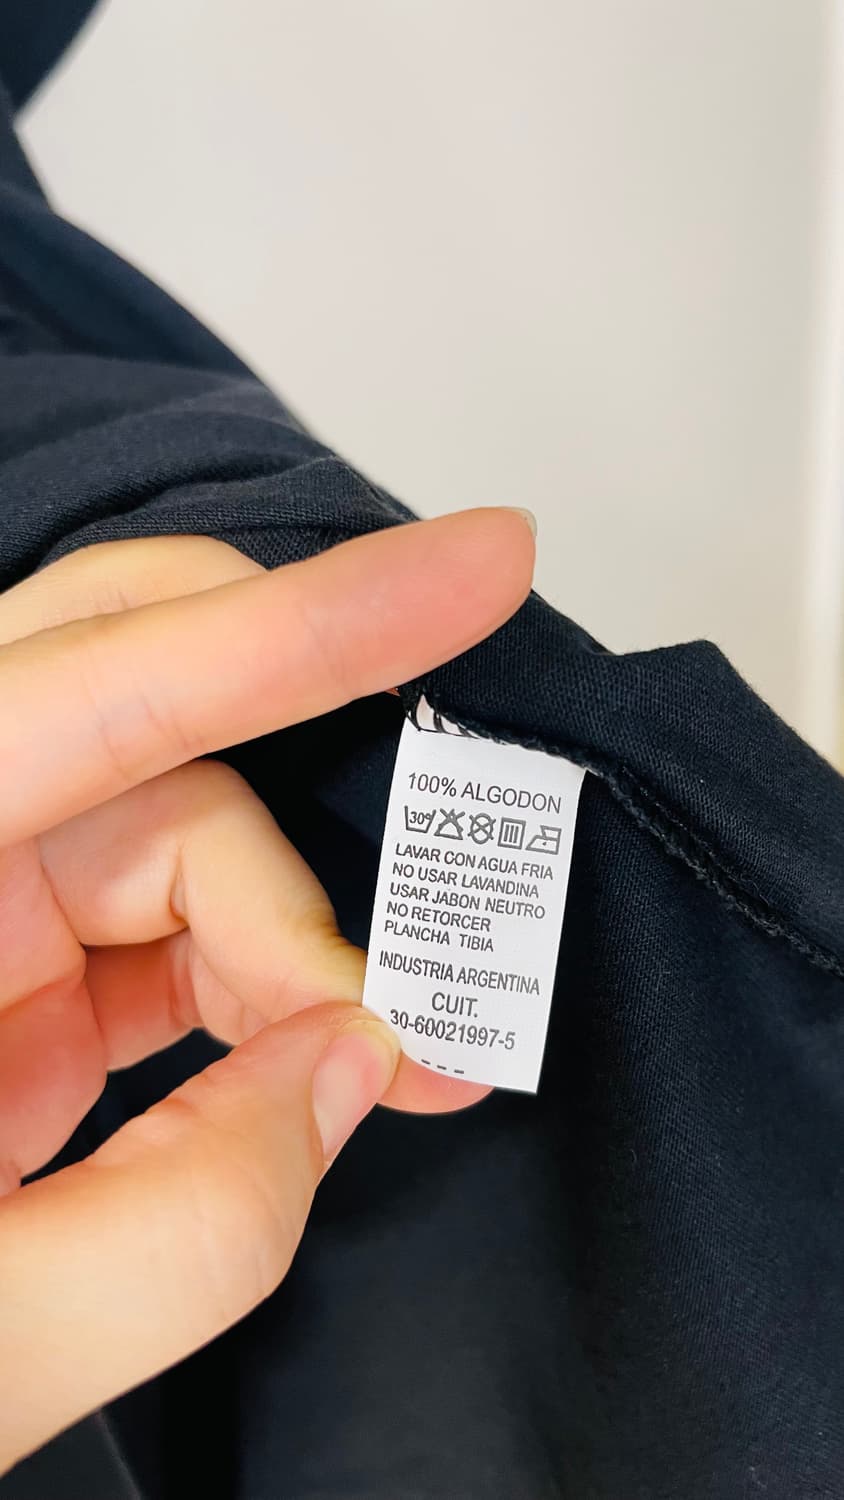 100% ALGODON
30°
LAVAR CON AGUA FRIA
NO USAR LAVANDINA
USAR JABON NEUTRO
NO RETORCER
PLANCHA TIBIA
INDUSTRIA ARGENTINA
CUIT.
30-60021997-5
---